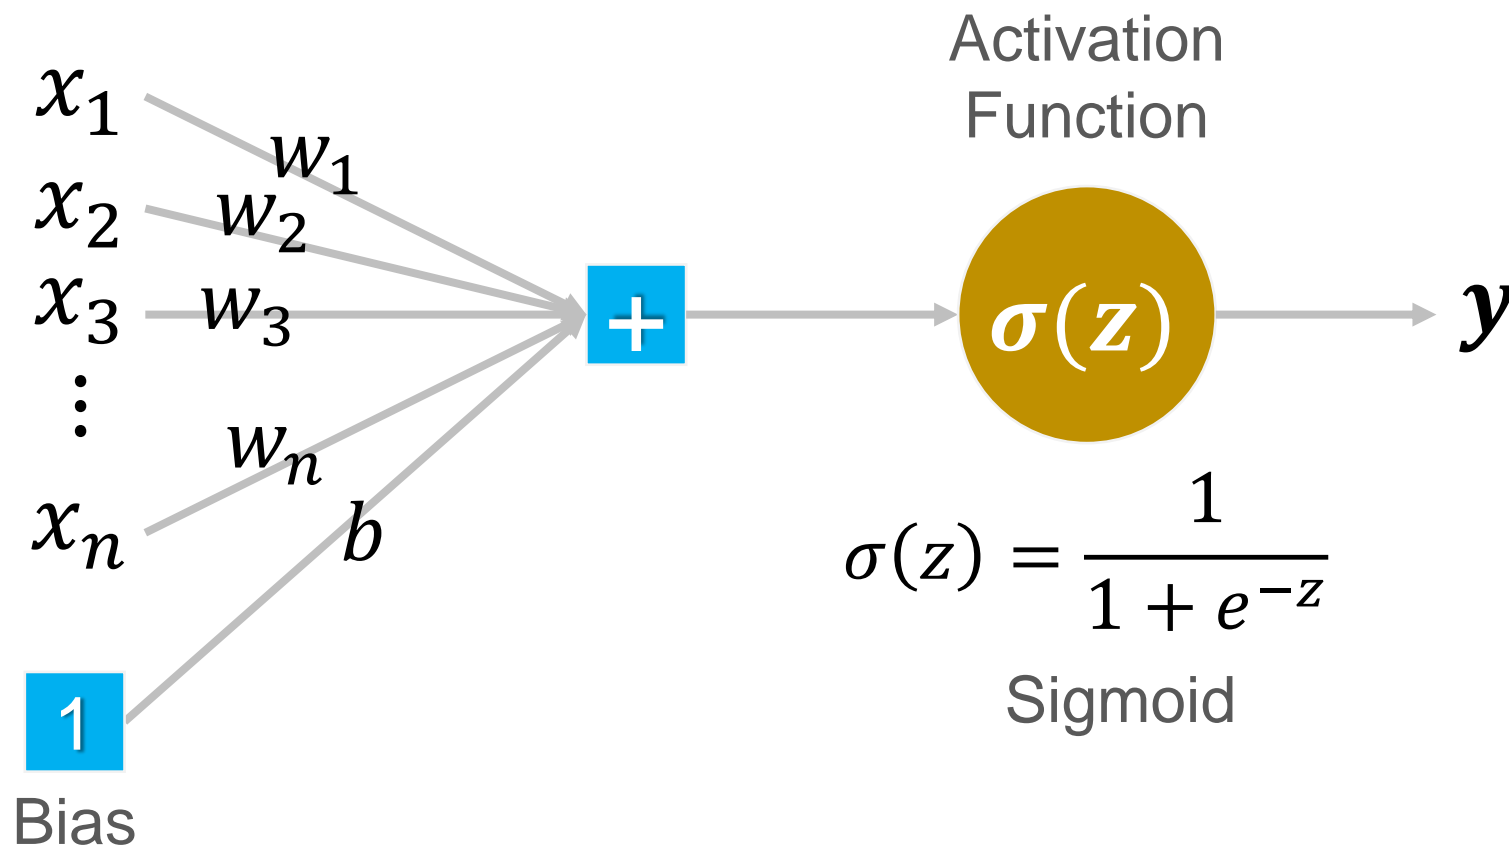 Activation
Function
x₁
w₁
x₂
w₂
x₃
w₃
+
σ(z)
y
⋮
wₙ
xₙ
b
σ(z) = 1 / (1 + e⁻ᶻ)
Sigmoid
1
Bias